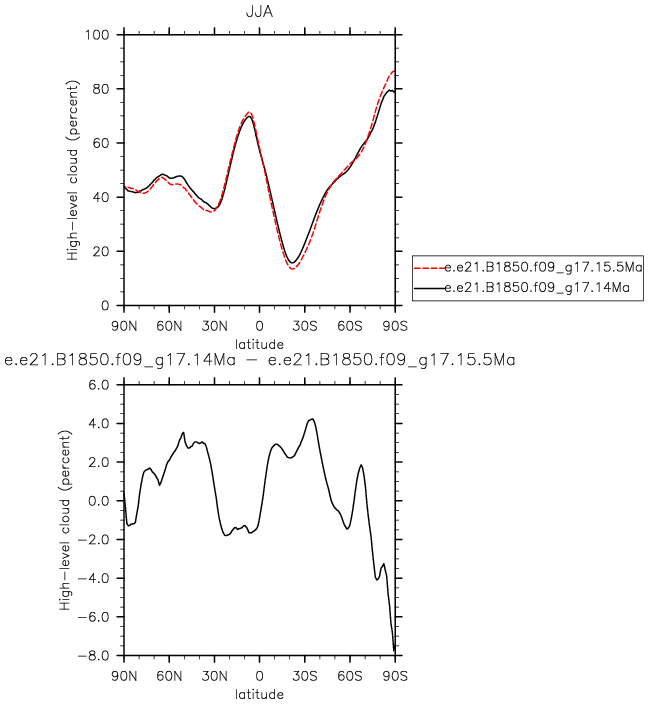 JJA
100
80
60
40
20
0
High-level cloud (percent)
90N 60N 30N 0 30S 60S 90S
latitude
e.e21.B1850.f09_g17.15.5Ma
e.e21.B1850.f09_g17.14Ma
e.e21.B1850.f09_g17.14Ma − e.e21.B1850.f09_g17.15.5Ma
6.0
4.0
2.0
0.0
−2.0
−4.0
−6.0
−8.0
High-level cloud (percent)
90N 60N 30N 0 30S 60S 90S
latitude